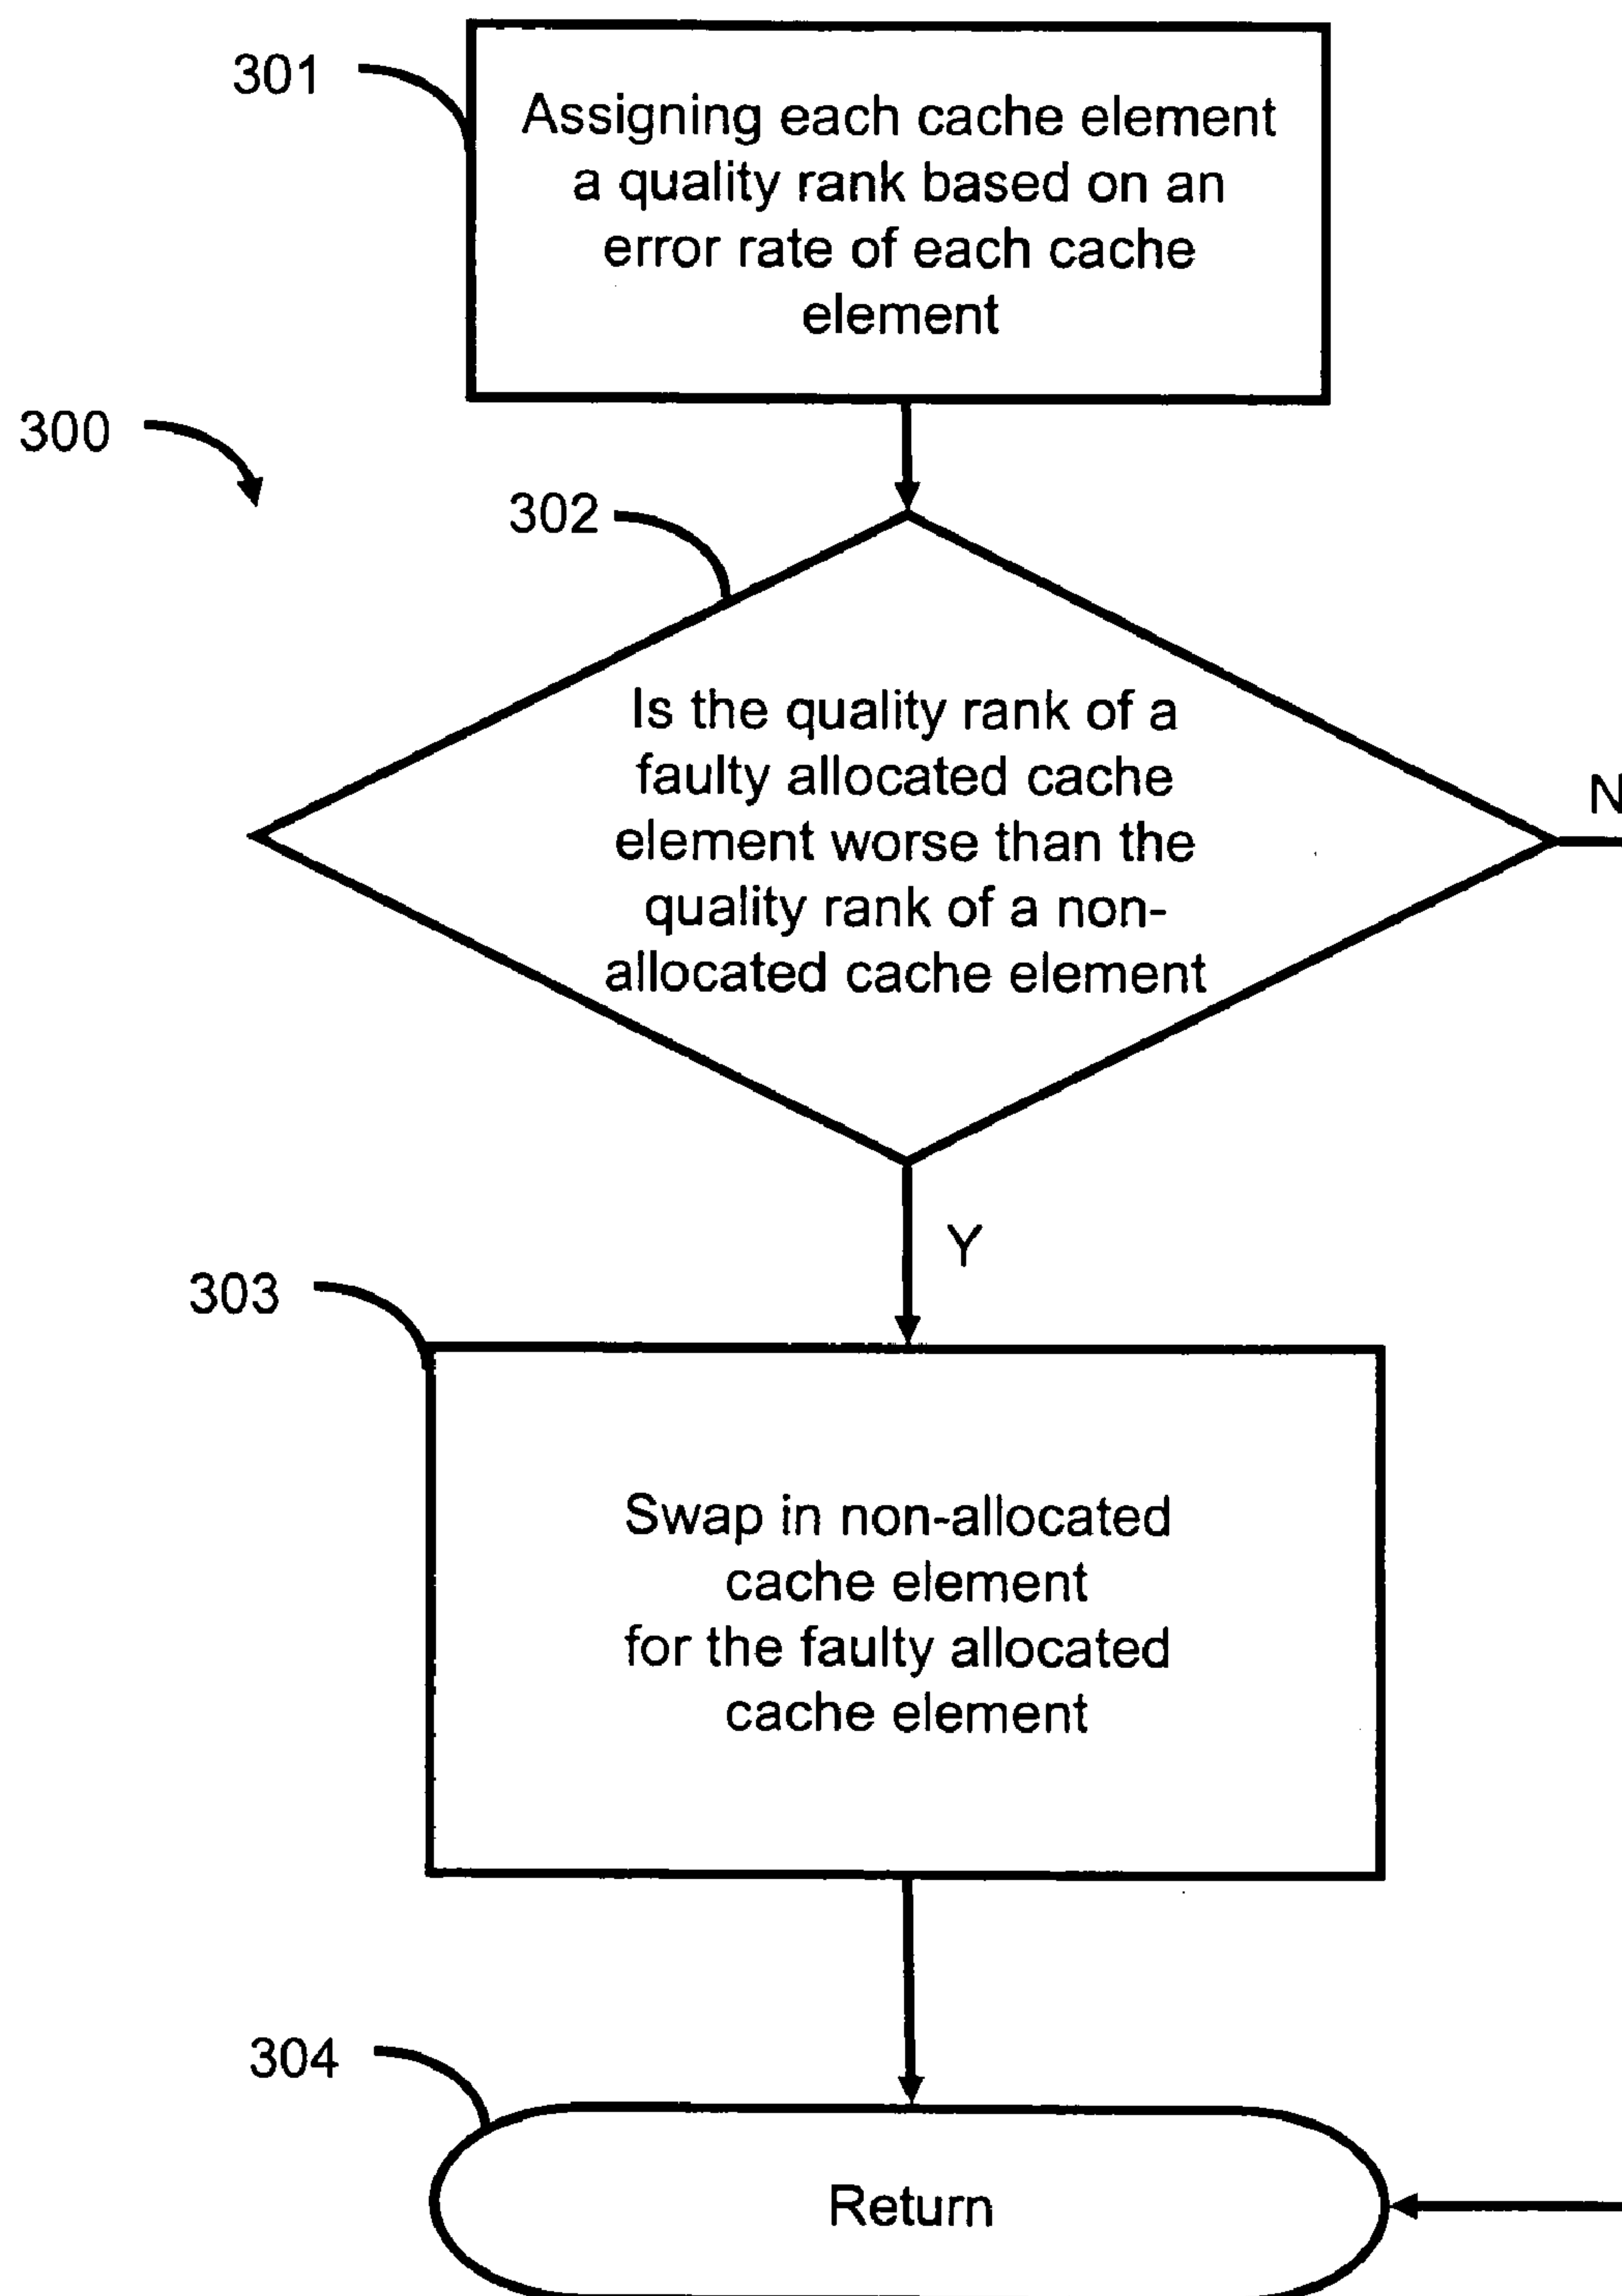 301
Assigning each cache element
a quality rank based on an
error rate of each cache
element
300
302
Is the quality rank of a
faulty allocated cache
element worse than the
quality rank of a non-
allocated cache element
N
Y
303
Swap in non-allocated
cache element
for the faulty allocated
cache element
304
Return